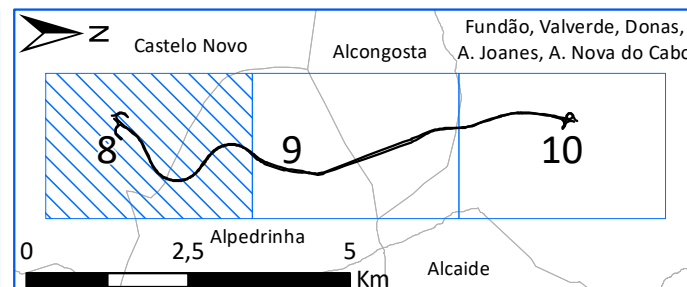 N
Castelo Novo
Alcongosta
Fundão, Valverde, Donas,
A. Joanes, A. Nova do Cabo
8
9
10
Alpedrinha
Alcaide
0 2,5 5
Km